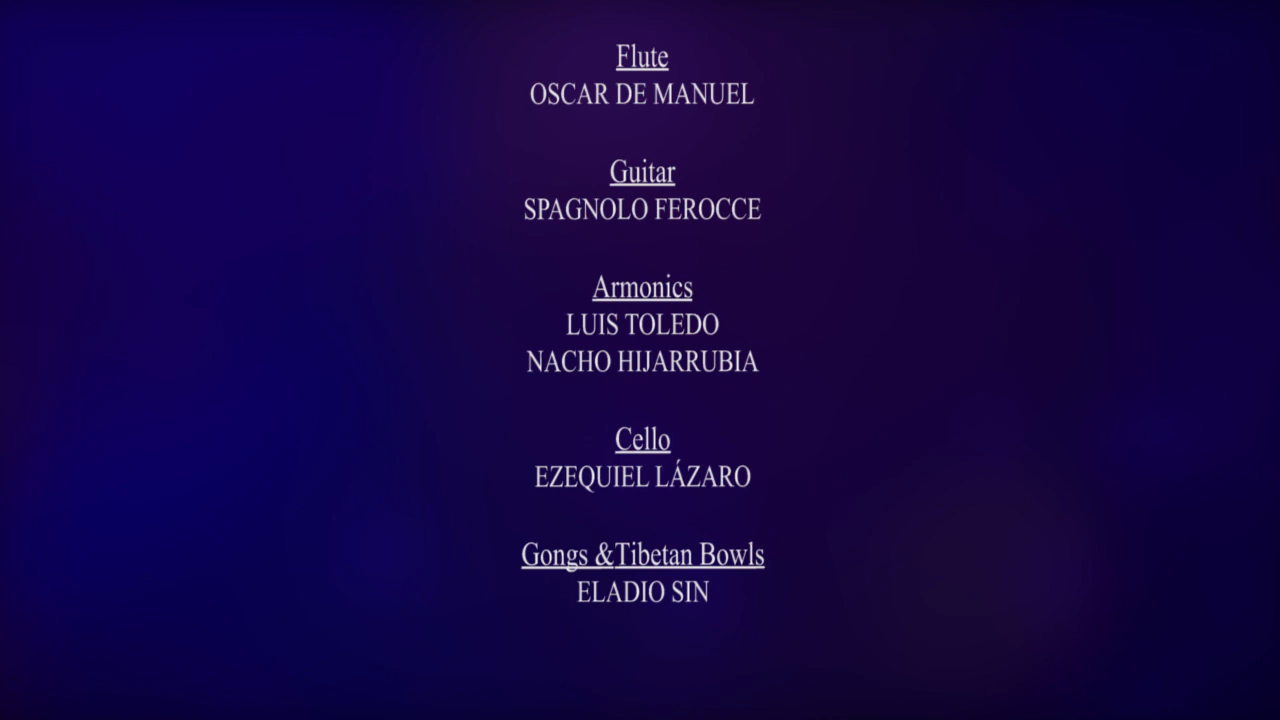 Flute
OSCAR DE MANUEL
Guitar
SPAGNOLO FEROCCE
Armonics
LUIS TOLEDO
NACHO HIJARRUBIA
Cello
EZEQUIEL LÁZARO
Gongs &Tibetan Bowls
ELADIO SIN